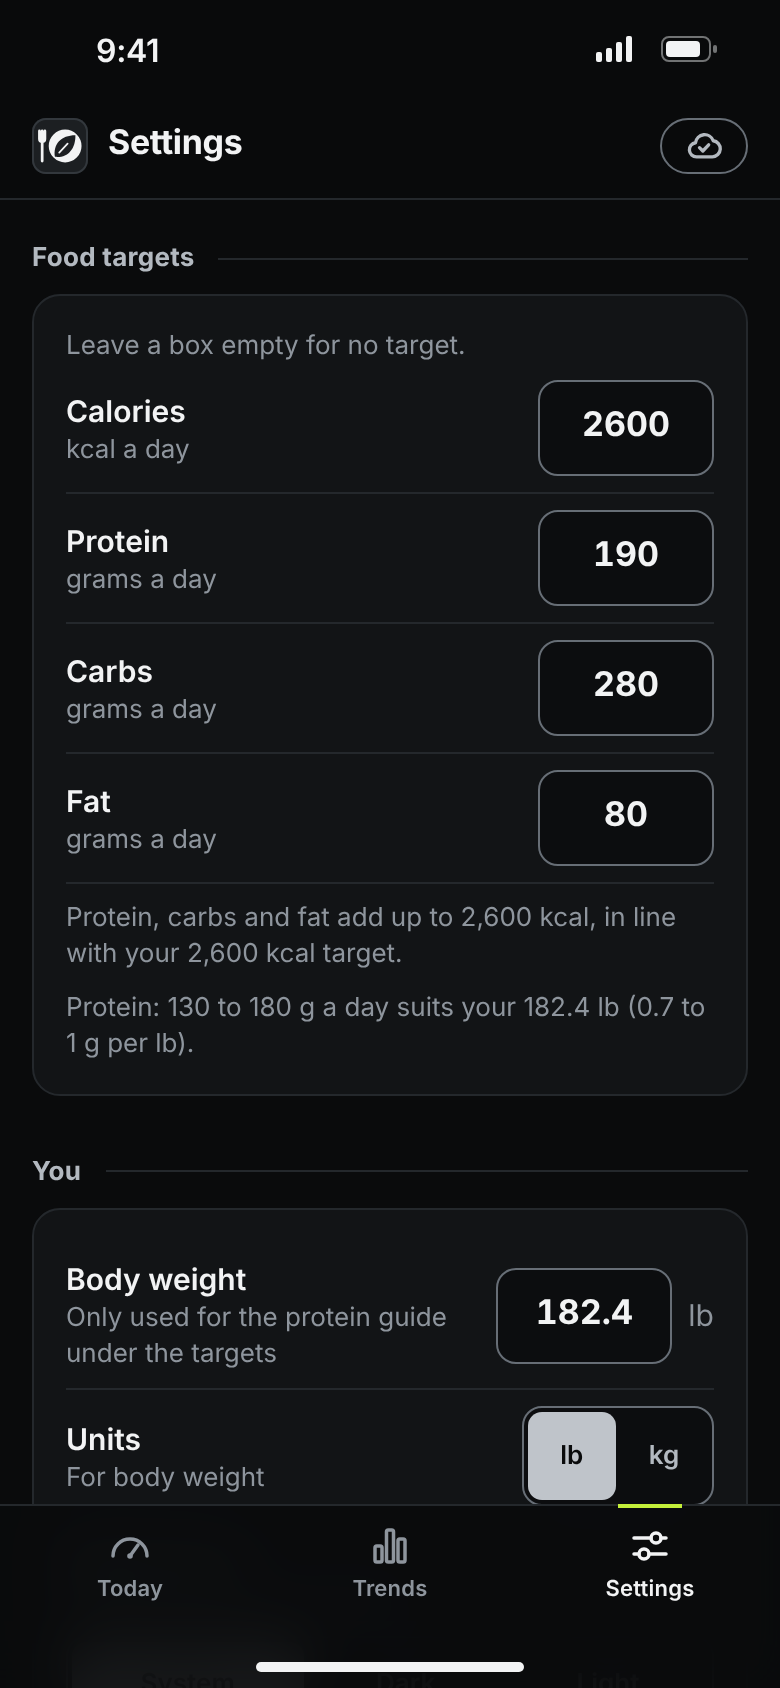 9:41
Settings
Food targets
Leave a box empty for no target.
Calories
2600
kcal a day
Protein
190
grams a day
Carbs
280
grams a day
Fat
80
grams a day
Protein, carbs and fat add up to 2,600 kcal, in line
with your 2,600 kcal target.
Protein: 130 to 180 g a day suits your 182.4 lb (0.7 to
1 g per lb).
You
Body weight
Only used for the protein guide
under the targets
182.4 lb
Units
For body weight
lb kg
Today Trends Settings
System Dark Light